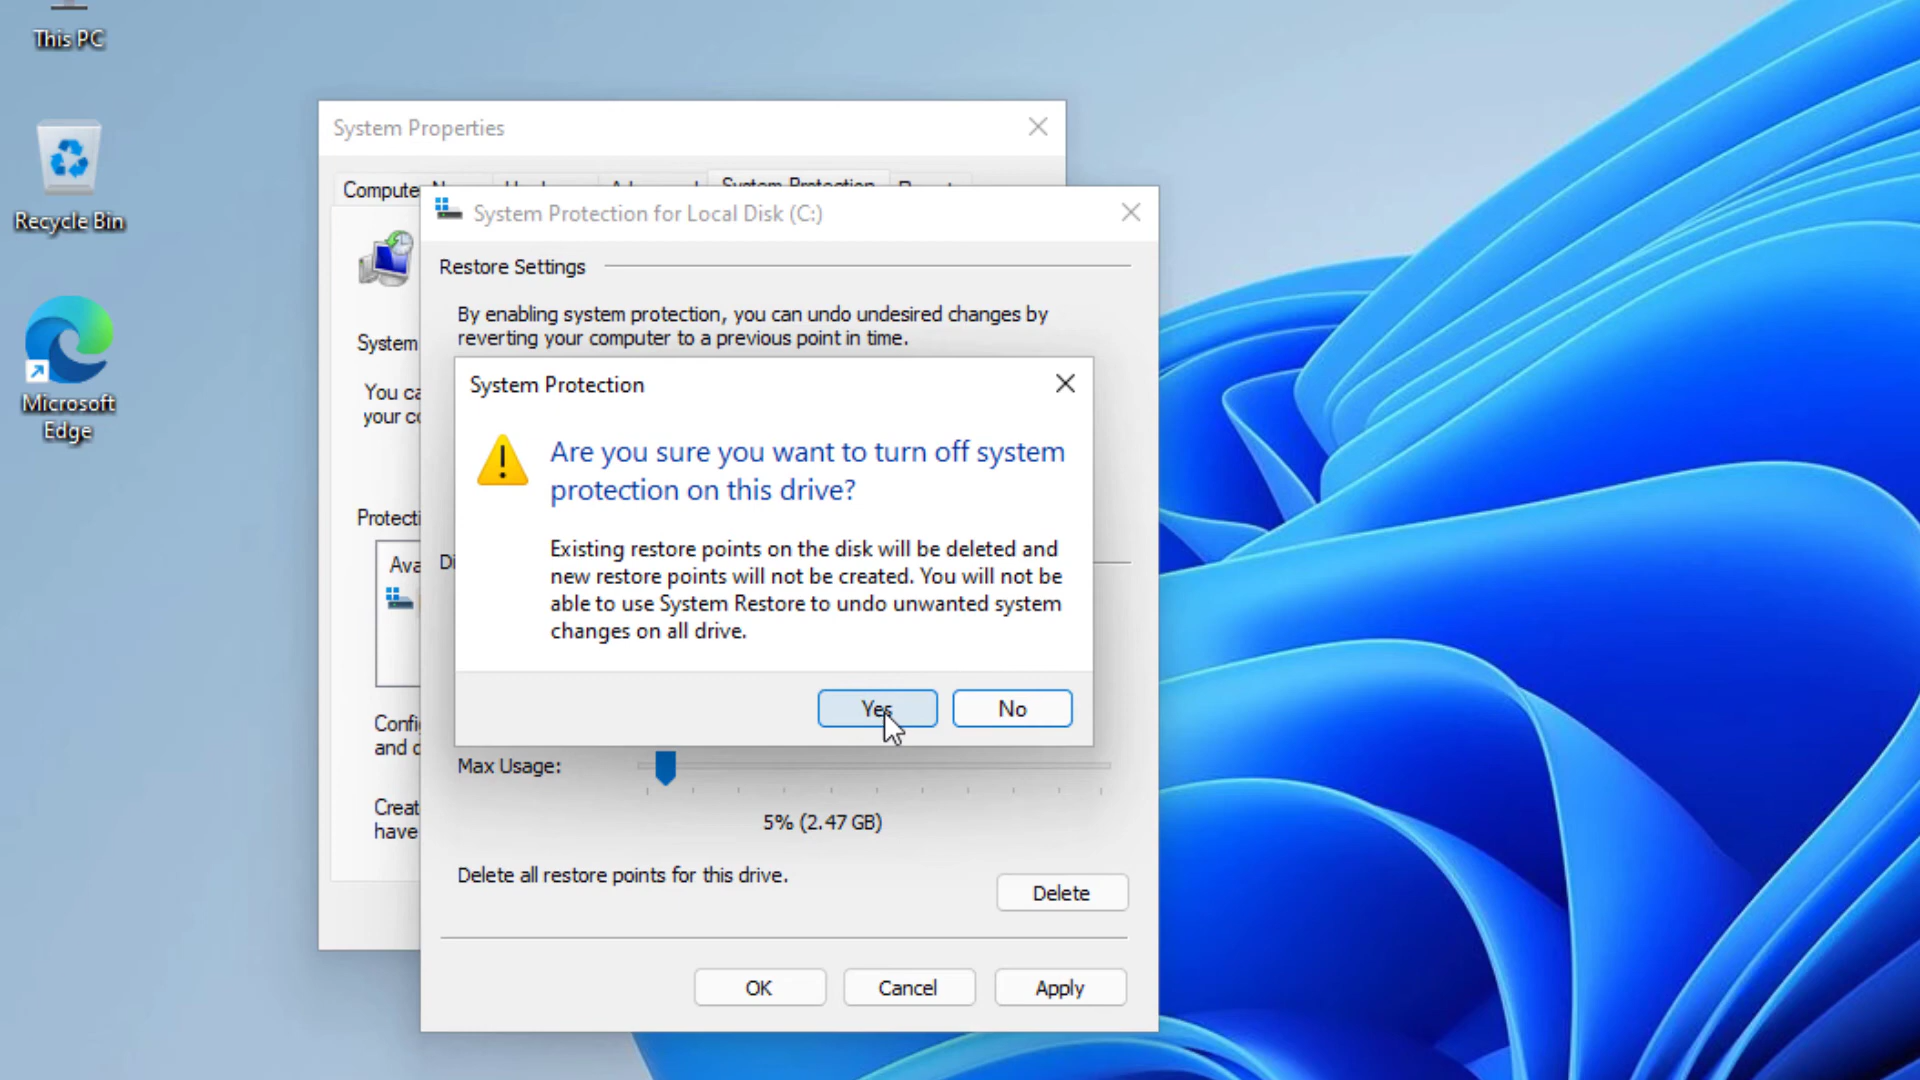 This PC
Recycle Bin
Microsoft
Edge
System Properties
Compute
System Protection
System Protection for Local Disk (C:)
Restore Settings
By enabling system protection, you can undo undesired changes by
reverting your computer to a previous point in time.
System
You ca
your co
Protecti
Ava
Di
System Protection
Are you sure you want to turn off system
protection on this drive?
Existing restore points on the disk will be deleted and
new restore points will not be created. You will not be
able to use System Restore to undo unwanted system
changes on all drive.
Yes
No
Confi
and c
Max Usage:
5% (2.47 GB)
Creat
have
Delete all restore points for this drive.
Delete
OK
Cancel
Apply